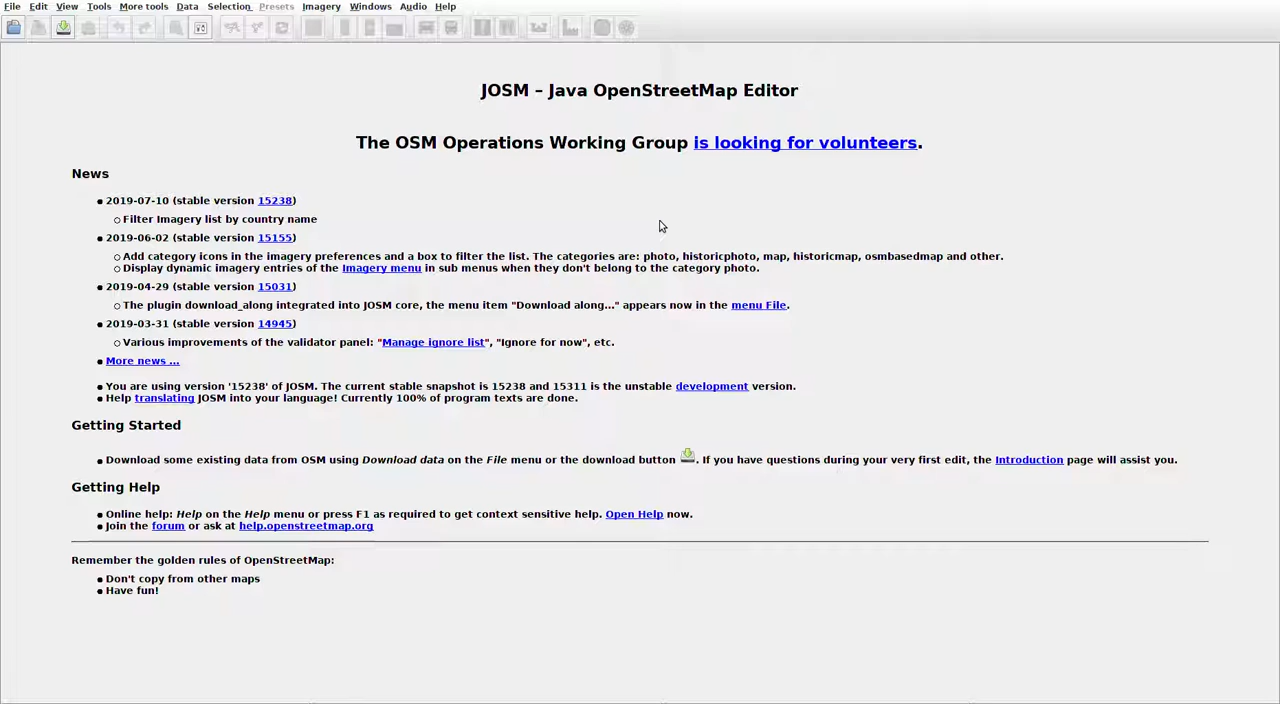 File Edit View Tools More tools Data Selection Presets Imagery Windows Audio Help
JOSM – Java OpenStreetMap Editor
The OSM Operations Working Group is looking for volunteers.
News
2019-07-10 (stable version 15238)
Filter Imagery list by country name
2019-06-02 (stable version 15155)
Add category icons in the imagery preferences and a box to filter the list. The categories are: photo, historicphoto, map, historicmap, osmbasedmap and other.
Display dynamic imagery entries of the Imagery menu in sub menus when they don't belong to the category photo.
2019-04-29 (stable version 15031)
The plugin download_along integrated into JOSM core, the menu item "Download along..." appears now in the menu File.
2019-03-31 (stable version 14945)
Various improvements of the validator panel: "Manage ignore list", "Ignore for now", etc.
More news ...
You are using version '15238' of JOSM. The current stable snapshot is 15238 and 15311 is the unstable development version.
Help translating JOSM into your language! Currently 100% of program texts are done.
Getting Started
Download some existing data from OSM using Download data on the File menu or the download button . If you have questions during your very first edit, the Introduction page will assist you.
Getting Help
Online help: Help on the Help menu or press F1 as required to get context sensitive help. Open Help now.
Join the forum or ask at help.openstreetmap.org
Remember the golden rules of OpenStreetMap:
Don't copy from other maps
Have fun!